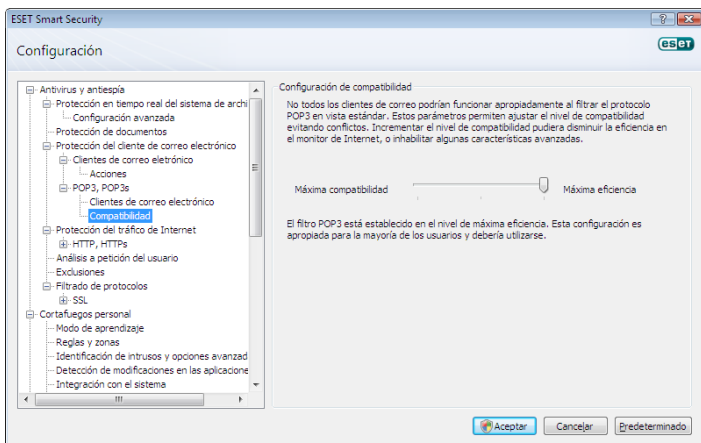 ESET Smart Security
Configuración
eseT
Antivirus y antiespía
Protección en tiempo real del sistema de archi
Configuración avanzada
Protección de documentos
Protección del cliente de correo electrónico
Clientes de correo eletrónico
Acciones
POP3, POP3s
Clientes de correo electrónico
Compatibilidad
Protección del tráfico de Internet
HTTP, HTTPs
Análisis a petición del usuario
Exclusiones
Filtrado de protocolos
SSL
Cortafuegos personal
Modo de aprendizaje
Reglas y zonas
Identificación de intrusos y opciones avanzad
Detección de modificaciones en las aplicacione
Integración con el sistema
Configuración de compatibilidad
No todos los clientes de correo podrían funcionar apropiadamente al filtrar el protocolo
POP3 en vista estándar. Estos parámetros permiten ajustar el nivel de compatibilidad
evitando conflictos. Incrementar el nivel de compatibilidad pudiera disminuir la eficiencia en
el monitor de Internet, o inhabilitar algunas características avanzadas.
Máxima compatibilidad
Máxima eficiencia
El filtro POP3 está establecido en el nivel de máxima eficiencia. Esta configuración es
apropiada para la mayoría de los usuarios y debería utilizarse.
Aceptar
Cancelar
Predeterminado